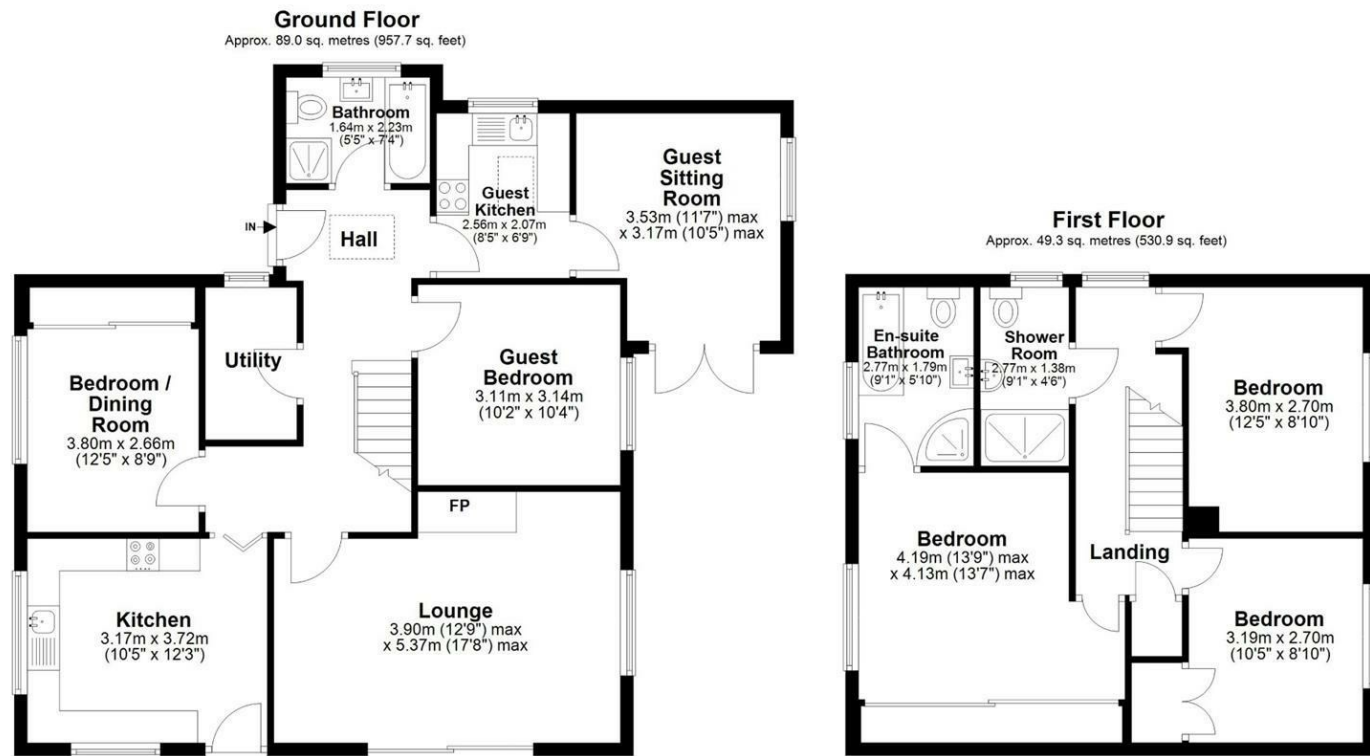 Ground Floor
Approx. 89.0 sq. metres (957.7 sq. feet)
Bathroom
1.64m x 2.23m
(5'5" x 7'4")
Guest
Kitchen
2.56m x 2.07m
(8'5" x 6'9")
Guest
Sitting
Room
3.53m (11'7") max
x 3.17m (10'5") max
IN
Hall
Utility
Bedroom /
Dining
Room
3.80m x 2.66m
(12'5" x 8'9")
Guest
Bedroom
3.11m x 3.14m
(10'2" x 10'4")
FP
Kitchen
3.17m x 3.72m
(10'5" x 12'3")
Lounge
3.90m (12'9") max
x 5.37m (17'8") max
First Floor
Approx. 49.3 sq. metres (530.9 sq. feet)
En-suite
Bathroom
2.77m x 1.79m
(9'1" x 5'10")
Shower
Room
2.77m x 1.38m
(9'1" x 4'6")
Bedroom
3.80m x 2.70m
(12'5" x 8'10")
Bedroom
4.19m (13'9") max
x 4.13m (13'7") max
Landing
Bedroom
3.19m x 2.70m
(10'5" x 8'10")